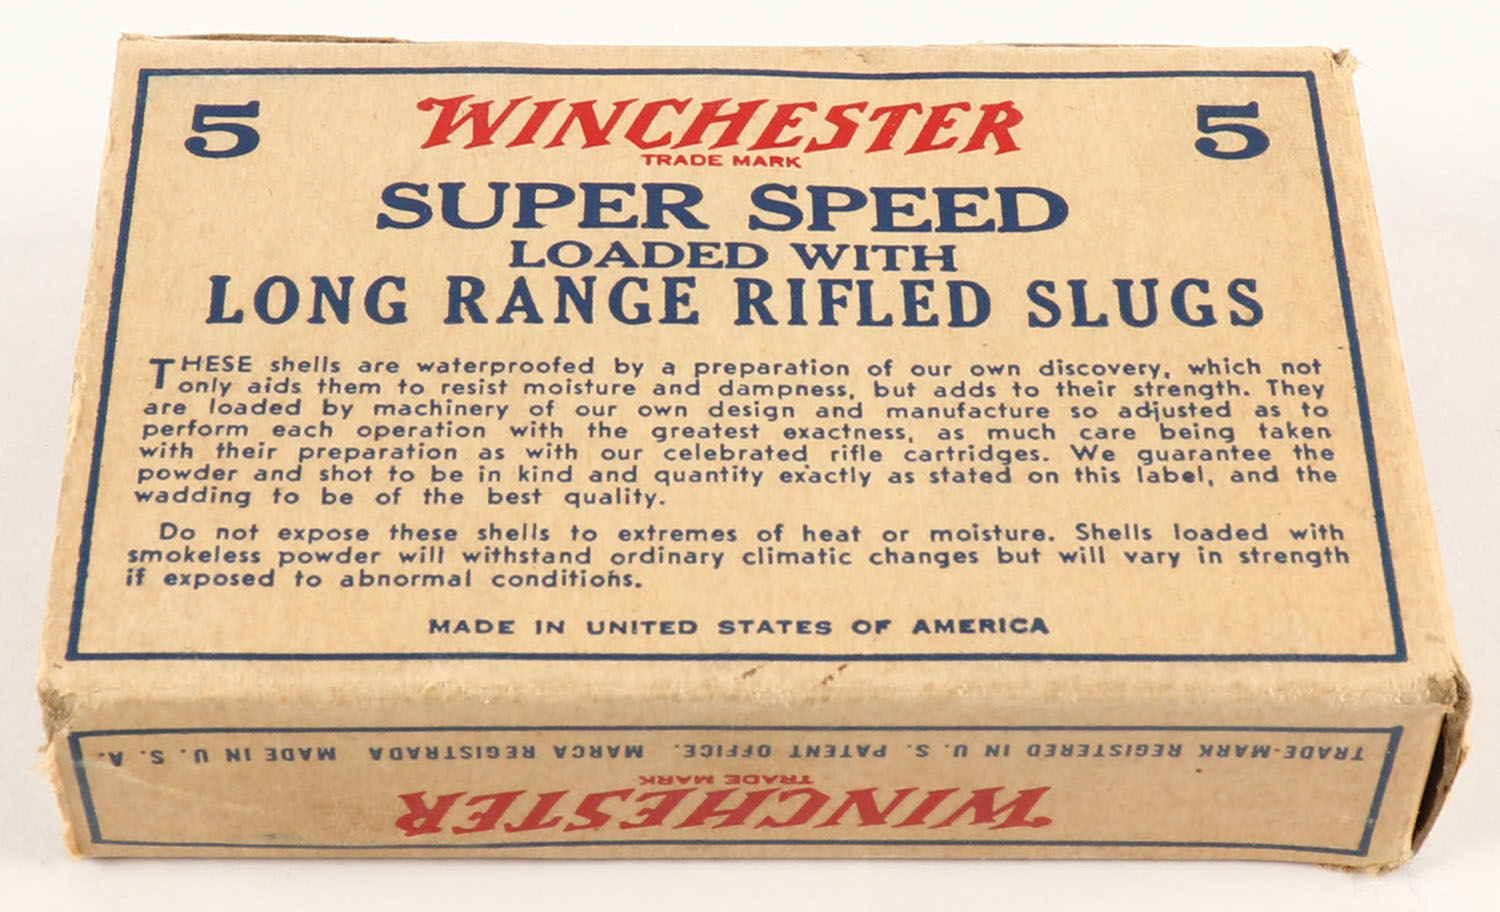 5 WINCHESTER 5
TRADE MARK
SUPER SPEED
LOADED WITH
LONG RANGE RIFLED SLUGS
THESE shells are waterproofed by a preparation of our own discovery, which not
only aids them to resist moisture and dampness, but adds to their strength. They
are loaded by machinery of our own design and manufacture so adjusted as to
perform each operation with the greatest exactness, as much care being taken
with their preparation as with our celebrated rifle cartridges. We guarantee the
powder and shot to be in kind and quantity exactly as stated on this label, and the
wadding to be of the best quality.
Do not expose these shells to extremes of heat or moisture. Shells loaded with
smokeless powder will withstand ordinary climatic changes but will vary in strength
if exposed to abnormal conditions.
MADE IN UNITED STATES OF AMERICA
WINCHESTER
TRADE MARK
TRADE-MARK REGISTERED IN U. S. PATENT OFFICE. MARCA REGISTRADA MADE IN U. S. A.